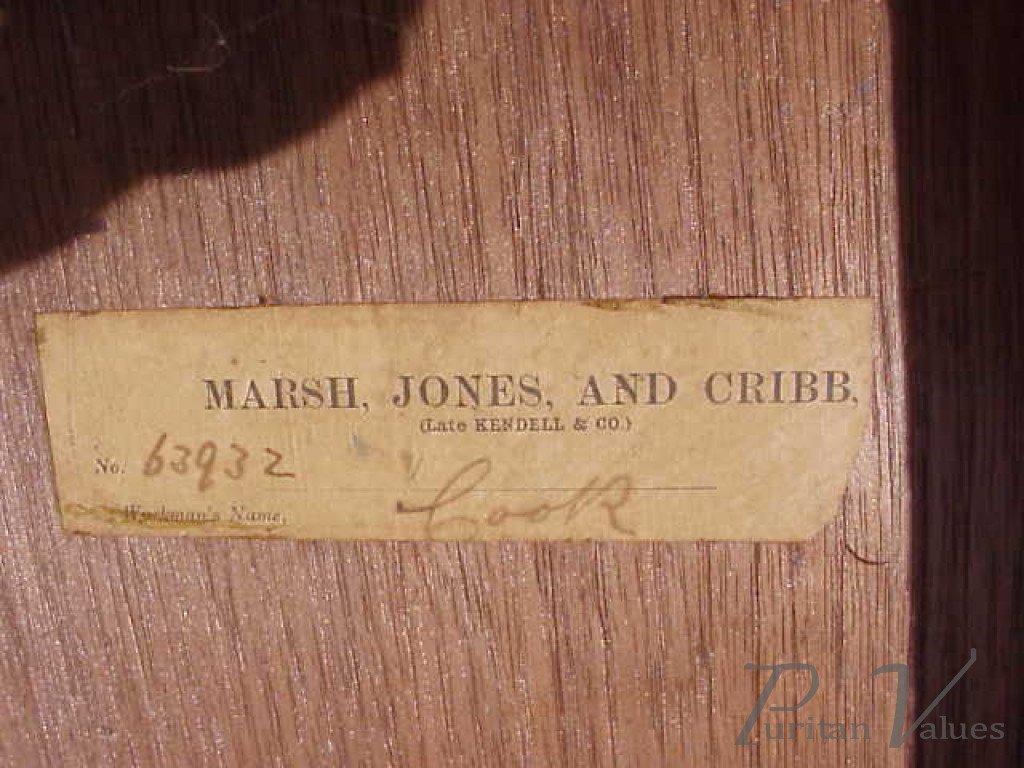 MARSH, JONES, AND CRIBB,
(Late KENDELL & CO.)
No. 63932
Workman's Name, Cook
Puritan Values